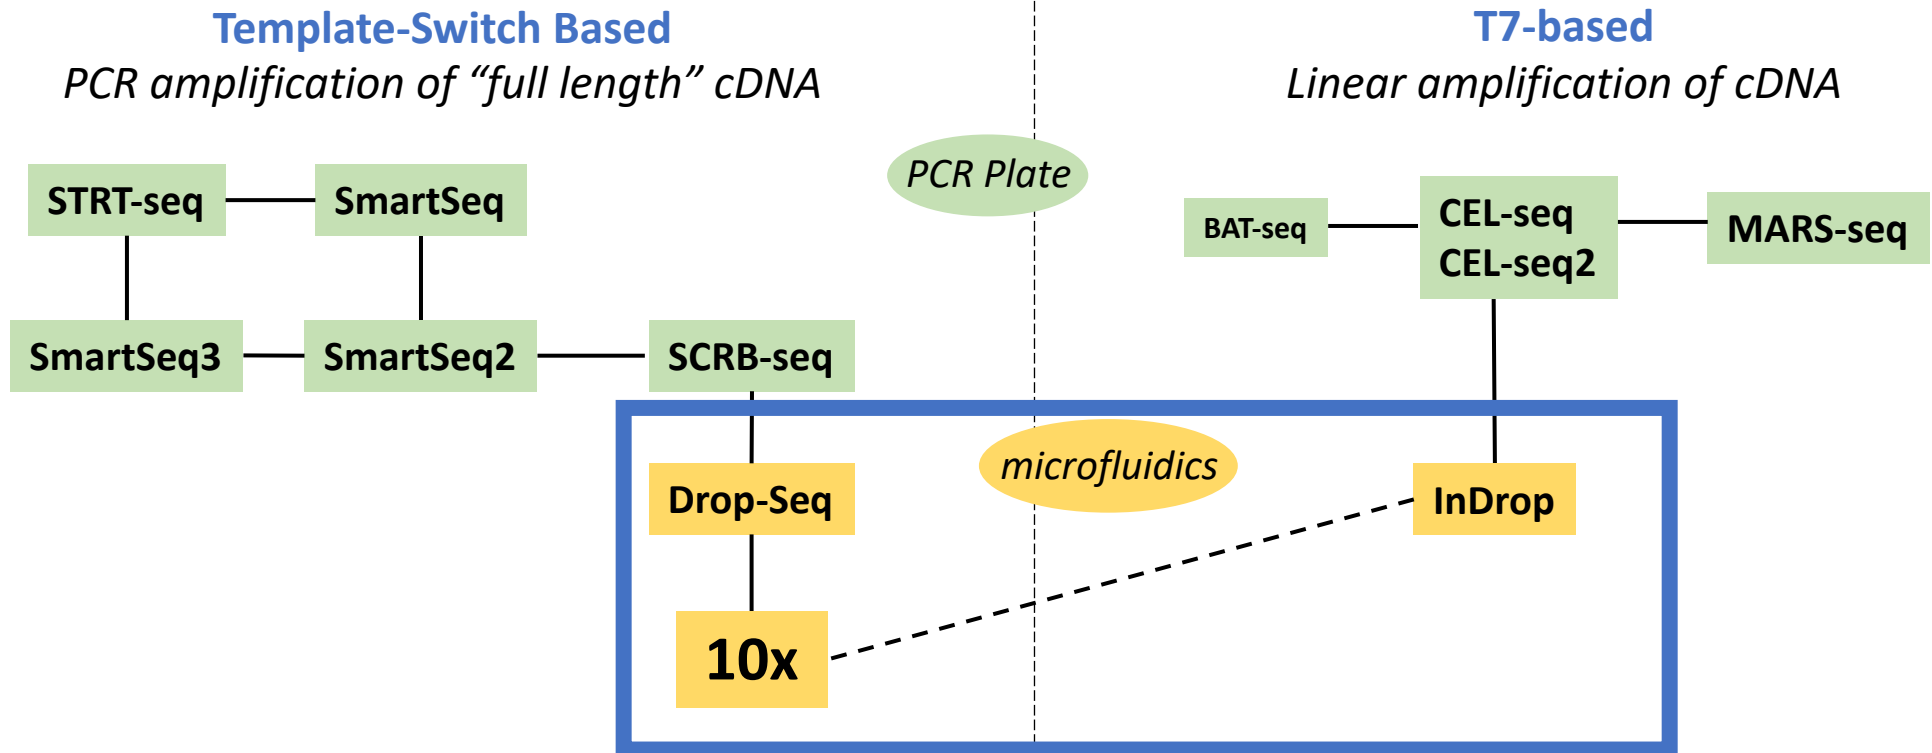 Template-Switch Based
PCR amplification of “full length” cDNA
T7-based
Linear amplification of cDNA
PCR Plate
STRT-seq
SmartSeq
BAT-seq
CEL-seq
CEL-seq2
MARS-seq
SmartSeq3
SmartSeq2
SCRB-seq
microfluidics
Drop-Seq
InDrop
10x